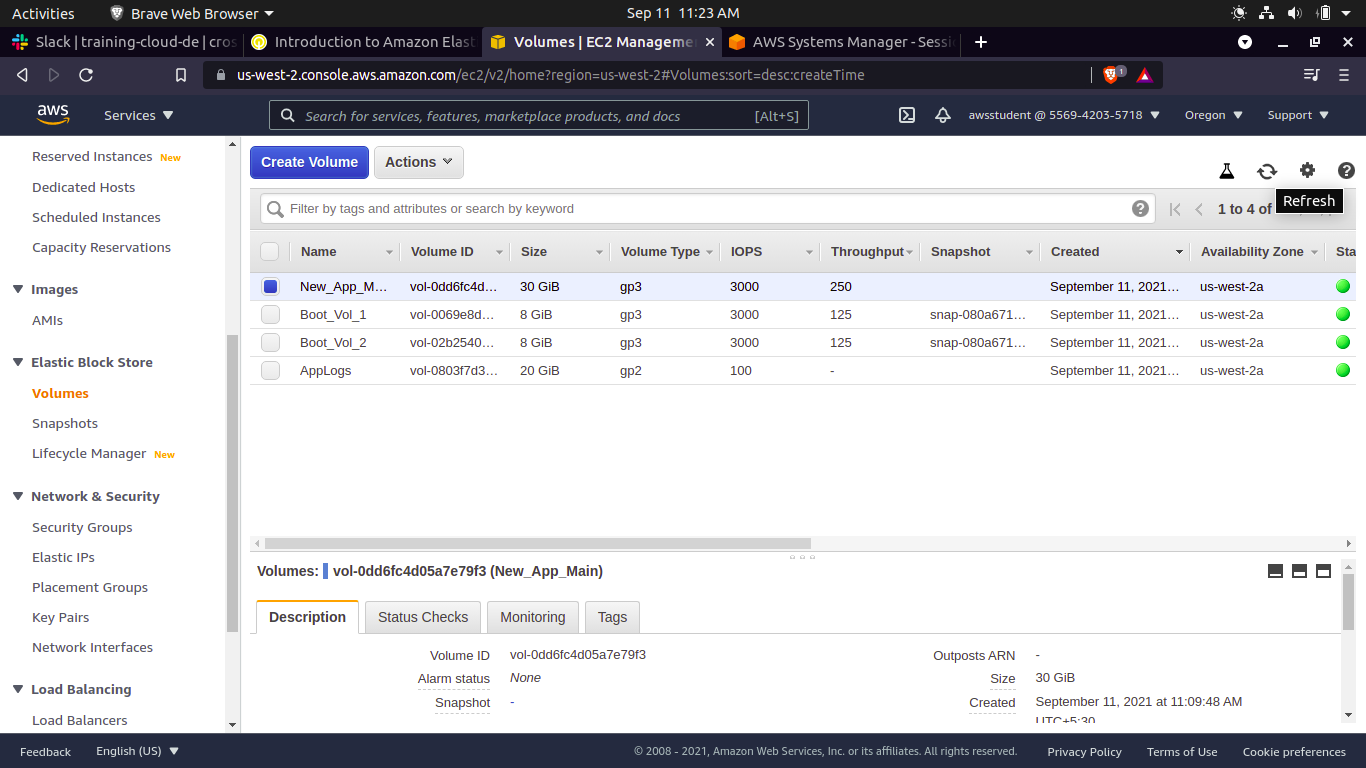 Activities Brave Web Browser Sep 11 11:23 AM
Slack | training-cloud-de | cros Introduction to Amazon Elast Volumes | EC2 Manageme AWS Systems Manager - Sessi
us-west-2.console.aws.amazon.com/ec2/v2/home?region=us-west-2#Volumes:sort=desc:createTime 1
aws Services Search for services, features, marketplace products, and docs [Alt+S] awsstudent @ 5569-4203-5718 Oregon Support
Reserved Instances New
Dedicated Hosts
Scheduled Instances
Capacity Reservations
Images
AMIs
Elastic Block Store
Volumes
Snapshots
Lifecycle Manager New
Network & Security
Security Groups
Elastic IPs
Placement Groups
Key Pairs
Network Interfaces
Load Balancing
Load Balancers
Create Volume Actions
Filter by tags and attributes or search by keyword 1 to 4 of
Refresh
Name Volume ID Size Volume Type IOPS Throughput Snapshot Created Availability Zone Sta
New_App_M... vol-0dd6fc4d... 30 GiB gp3 3000 250 September 11, 2021... us-west-2a
Boot_Vol_1 vol-0069e8d... 8 GiB gp3 3000 125 snap-080a671... September 11, 2021... us-west-2a
Boot_Vol_2 vol-02b2540... 8 GiB gp3 3000 125 snap-080a671... September 11, 2021... us-west-2a
AppLogs vol-0803f7d3... 20 GiB gp2 100 - September 11, 2021... us-west-2a
Volumes: vol-0dd6fc4d05a7e79f3 (New_App_Main)
Description Status Checks Monitoring Tags
Volume ID vol-0dd6fc4d05a7e79f3 Outposts ARN -
Alarm status None Size 30 GiB
Snapshot - Created September 11, 2021 at 11:09:48 AM
UTC+5:30
Feedback English (US) © 2008 - 2021, Amazon Web Services, Inc. or its affiliates. All rights reserved. Privacy Policy Terms of Use Cookie preferences